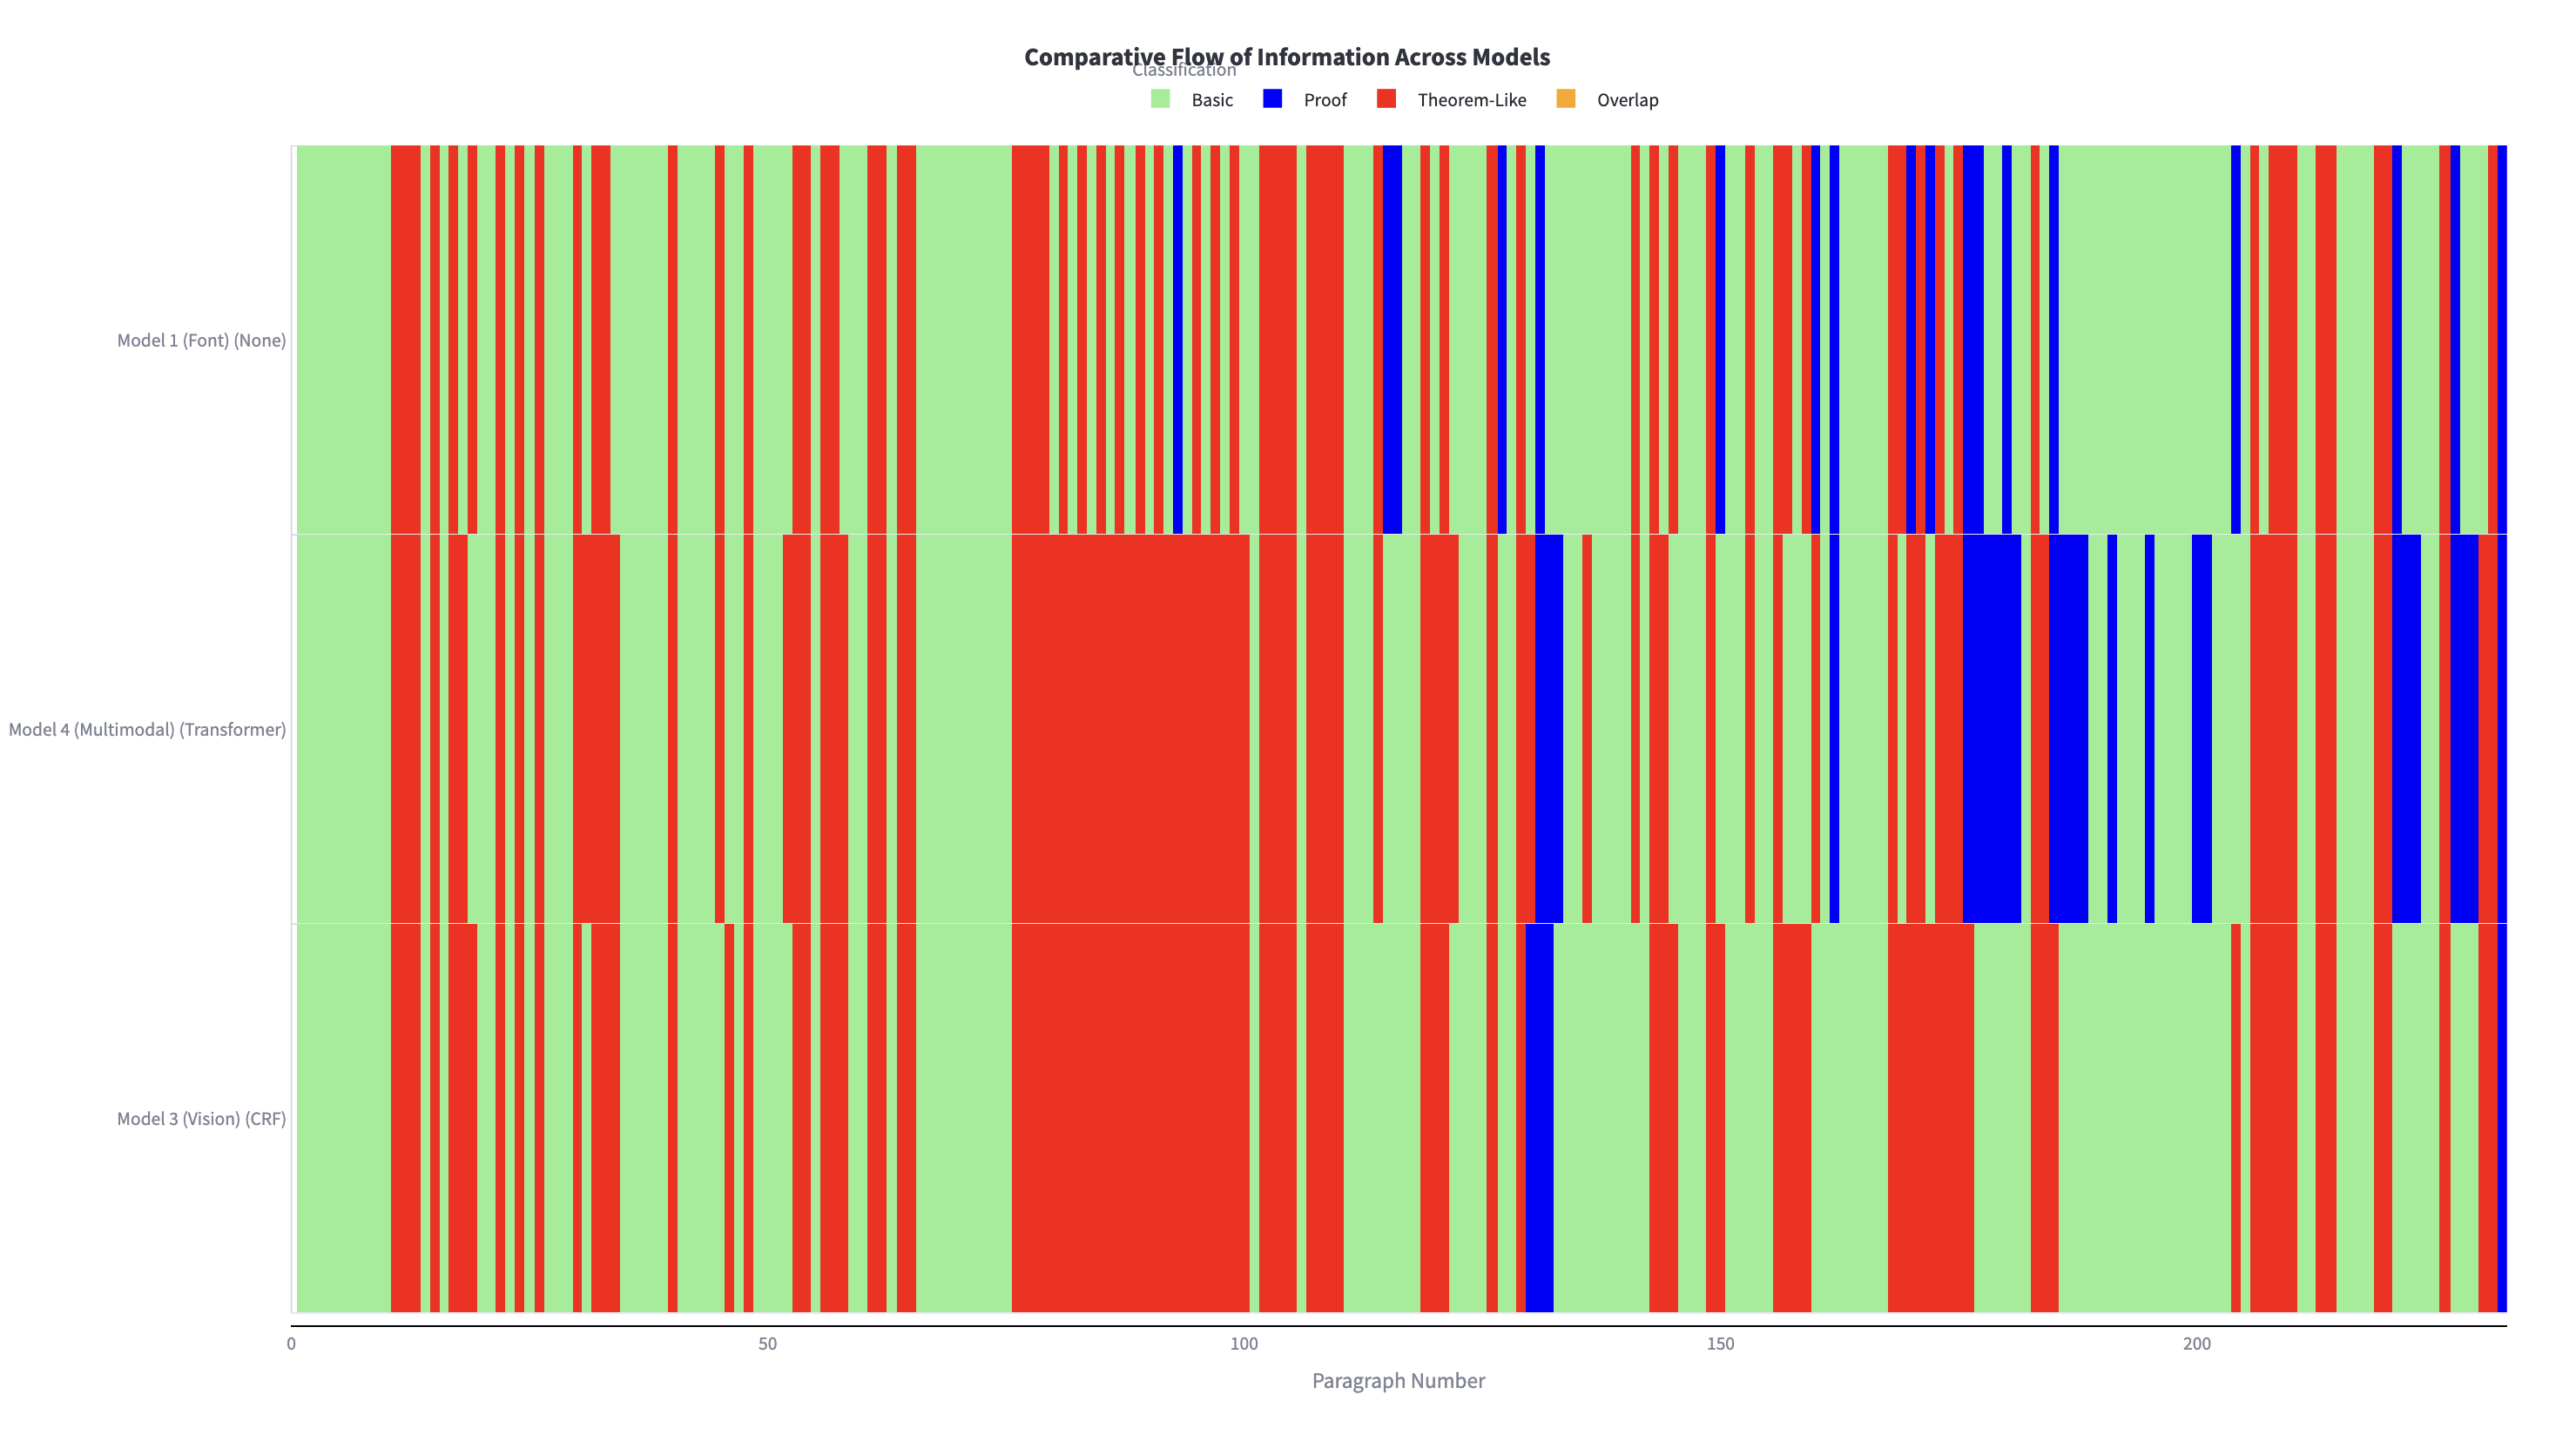 Comparative Flow of Information Across Models
Classification
Basic Proof Theorem-Like Overlap
Model 1 (Font) (None)
Model 4 (Multimodal) (Transformer)
Model 3 (Vision) (CRF)
0 50 100 150 200
Paragraph Number